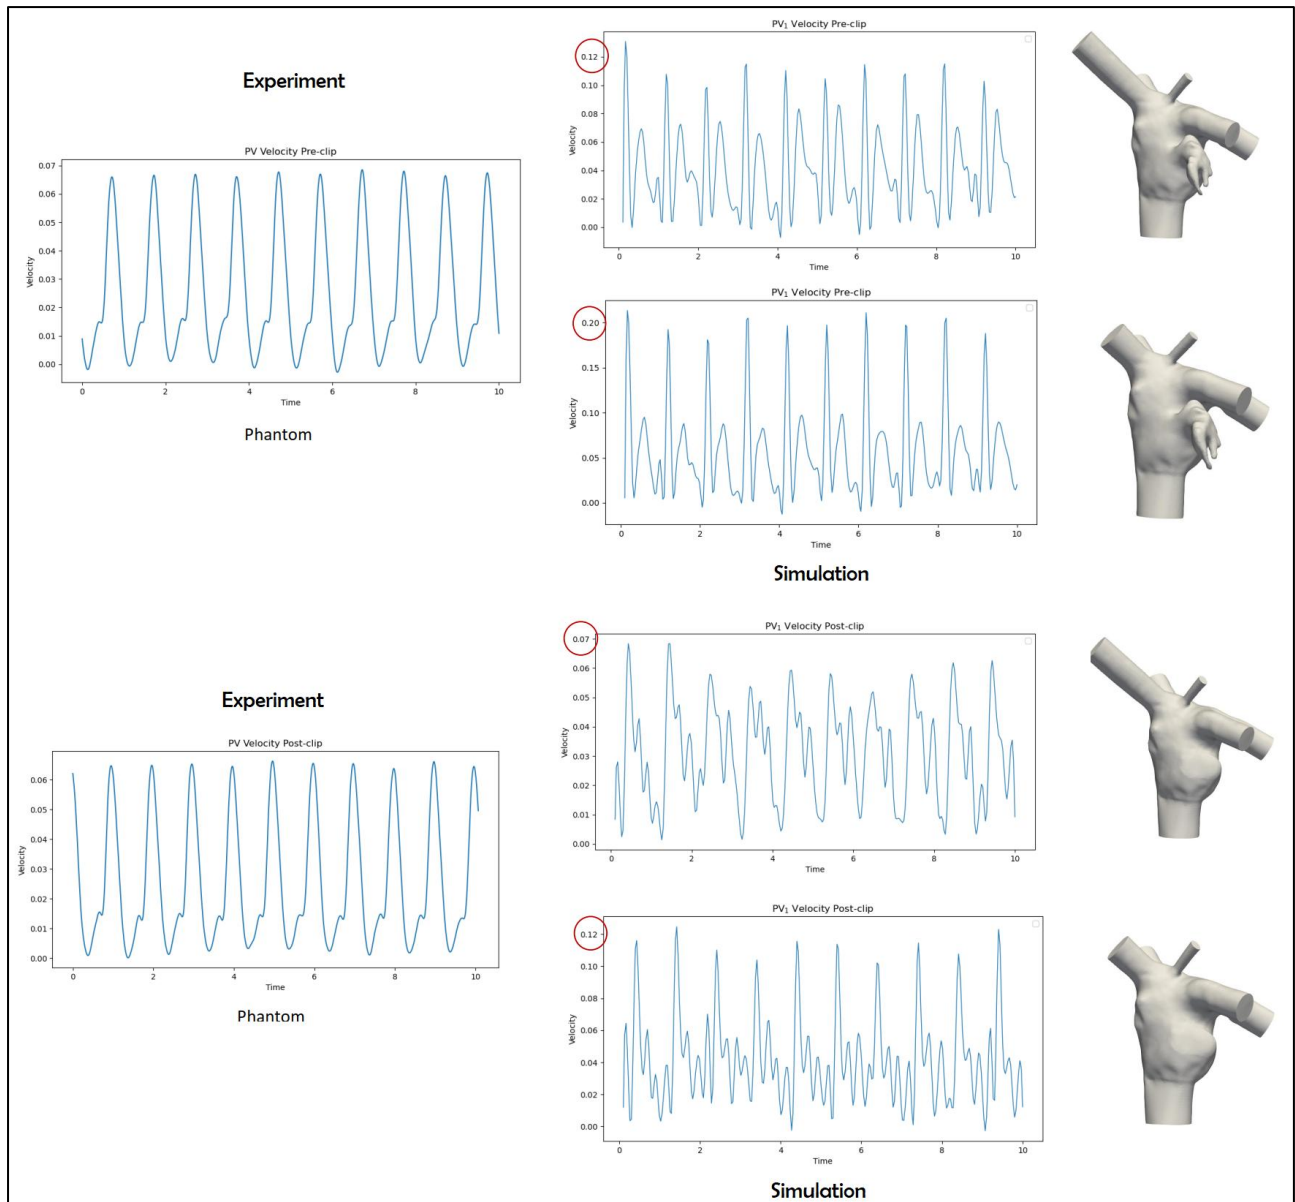 Experiment
PV Velocity Pre-clip
0.07
0.06
0.05
0.04
0.03
0.02
0.01
0.00
Velocity
0 2 4 6 8 10
Time
Phantom
PV₁ Velocity Pre-clip
0.12
0.10
0.08
0.06
0.04
0.02
0.00
Velocity
0 2 4 6 8 10
Time
PV₁ Velocity Pre-clip
0.20
0.15
0.10
0.05
0.00
Velocity
0 2 4 6 8 10
Time
Simulation
Experiment
PV Velocity Post-clip
0.06
0.05
0.04
0.03
0.02
0.01
0.00
Velocity
0 2 4 6 8 10
Time
Phantom
PV₁ Velocity Post-clip
0.07
0.06
0.05
0.04
0.03
0.02
0.01
0.00
Velocity
0 2 4 6 8 10
Time
PV₁ Velocity Post-clip
0.12
0.10
0.08
0.06
0.04
0.02
0.00
Velocity
0 2 4 6 8 10
Time
Simulation